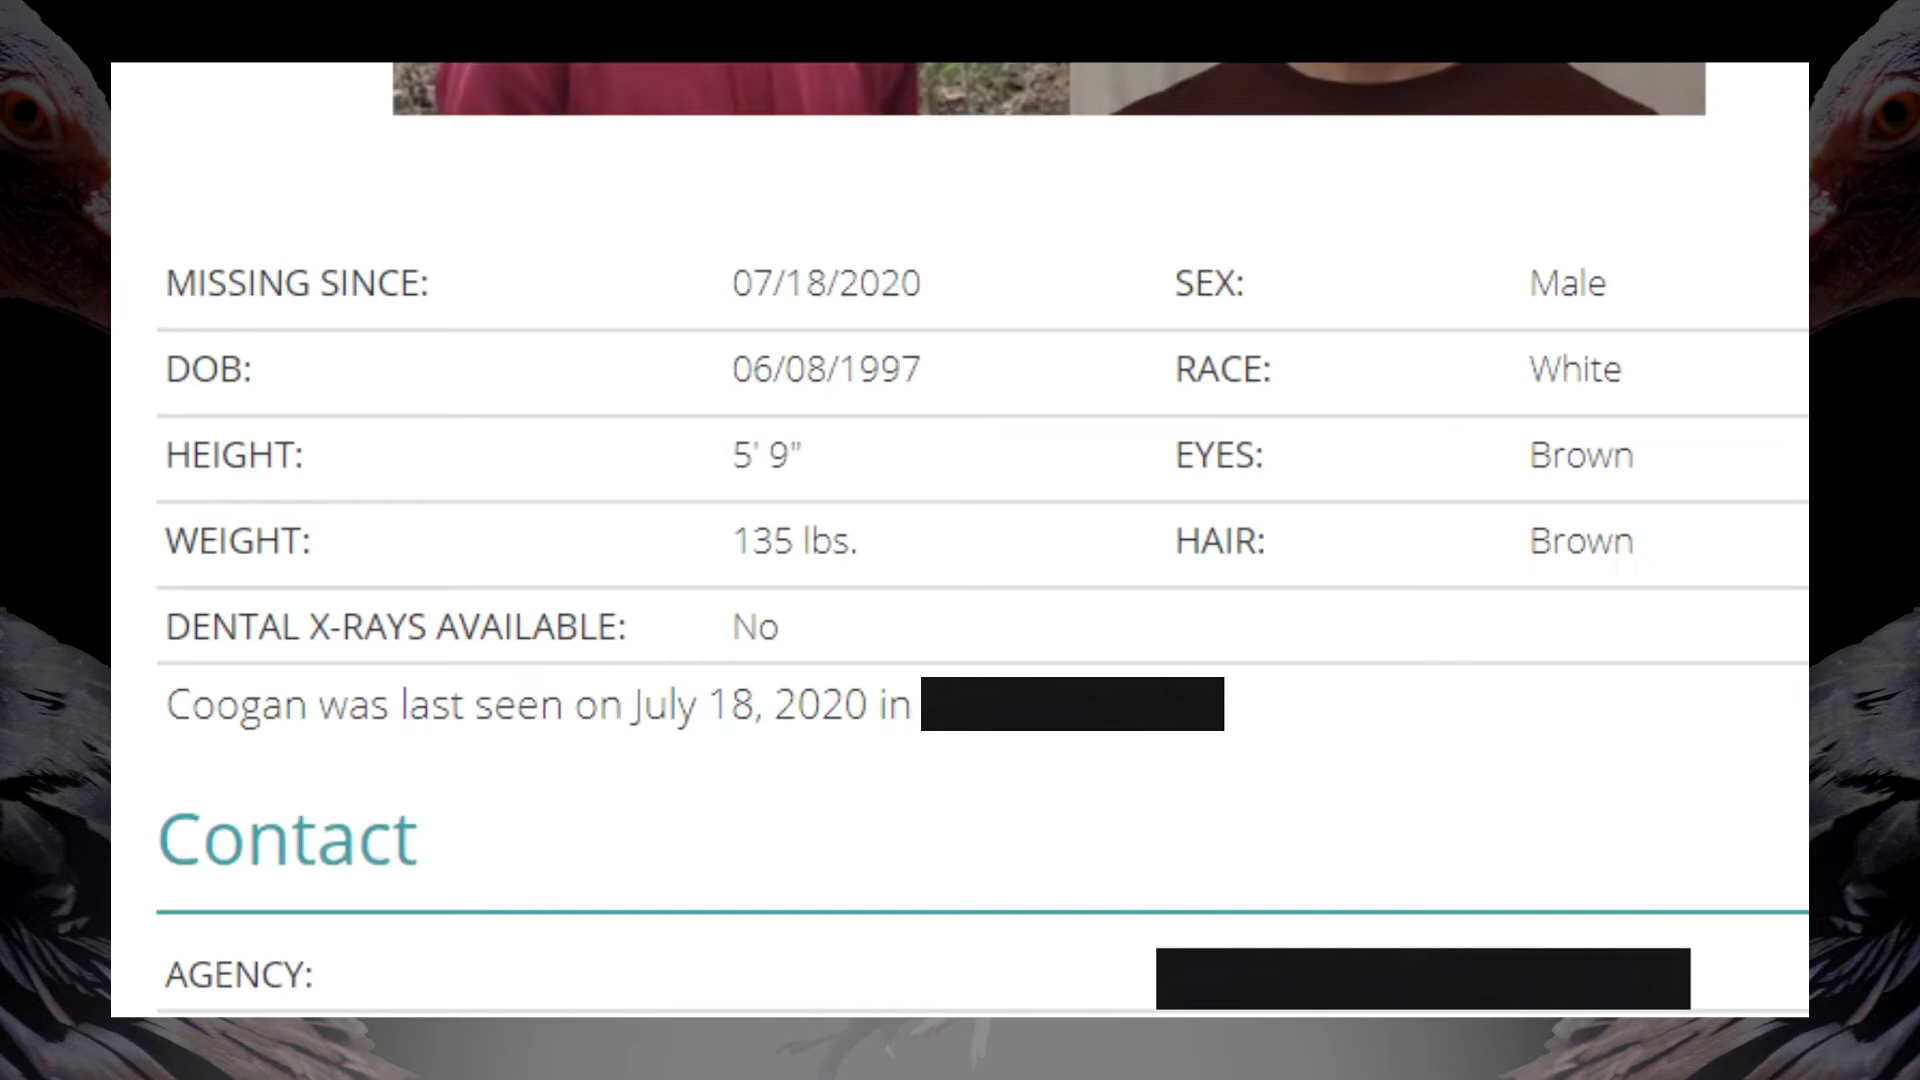 MISSING SINCE: 07/18/2020 SEX: Male
DOB: 06/08/1997 RACE: White
HEIGHT: 5' 9" EYES: Brown
WEIGHT: 135 lbs. HAIR: Brown
DENTAL X-RAYS AVAILABLE: No
Coogan was last seen on July 18, 2020 in
Contact
AGENCY: